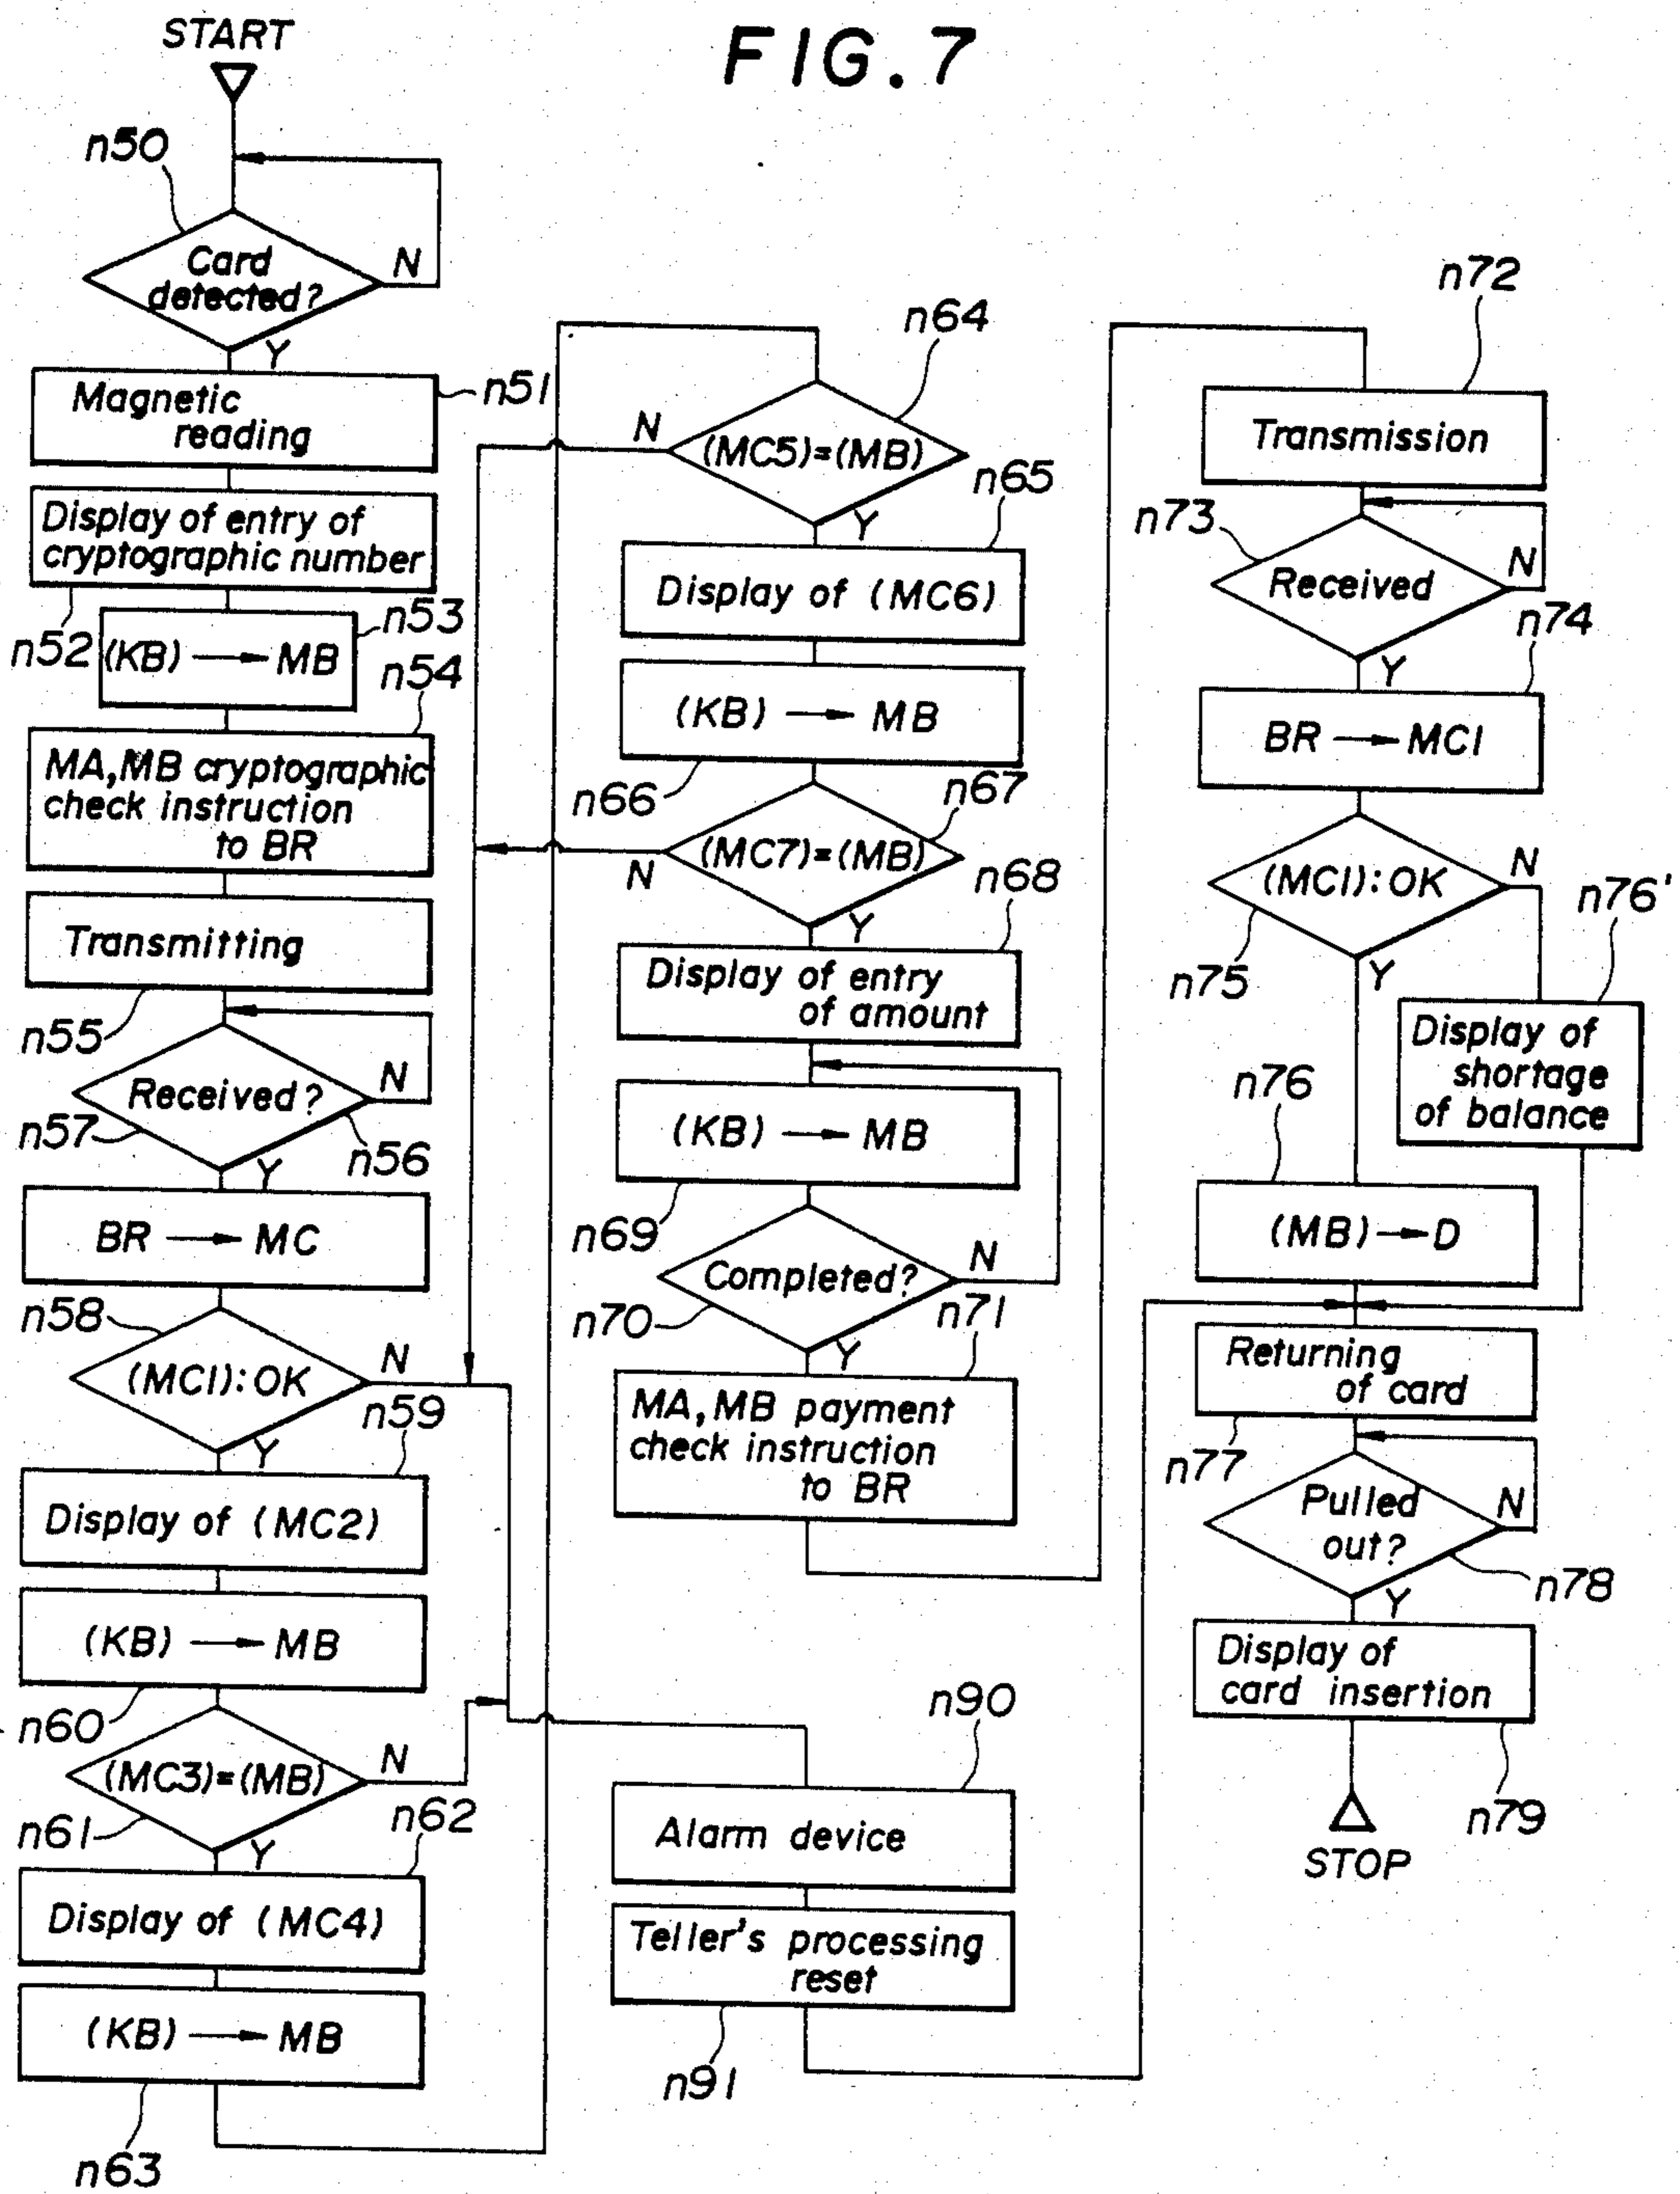 FIG. 7
START
n50
Card
detected?
N
Y
n51
Magnetic
reading
Display of entry of
cryptographic number
n52
n53
(KB) → MB
n54
MA, MB cryptographic
check instruction
to BR
Transmitting
n55
Received?
N
n57
n56
Y
BR → MC
n58
(MC1): OK
N
n59
Y
Display of (MC2)
(KB) → MB
n60
(MC3)=(MB)
N
n61
n62
Y
Display of (MC4)
(KB) → MB
n63
n64
N
(MC5)=(MB)
n65
Y
Display of (MC6)
(KB) → MB
n66
n67
(MC7)=(MB)
N
n68
Y
Display of entry
of amount
(KB) → MB
n69
Completed?
N
n70
n71
Y
MA, MB payment
check instruction
to BR
n90
Alarm device
Teller's processing
reset
n91
n72
Transmission
n73
Received
N
n74
Y
BR → MC1
(MC1): OK
N
n76'
n75
Y
Display of
shortage
of balance
n76
(MB) → D
Returning
of card
n77
Pulled
out?
N
n78
Y
Display of
card insertion
n79
STOP